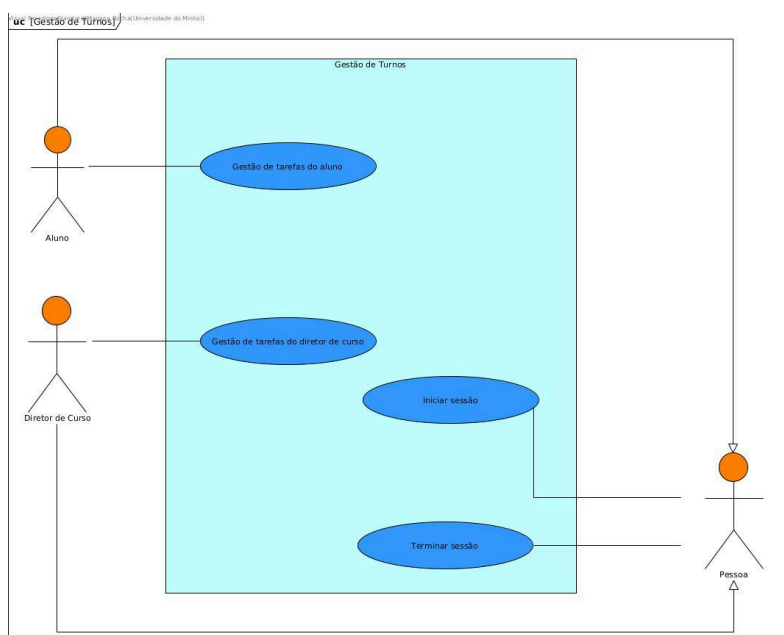 uc [Gestão de Turnos]
Gestão de Turnos
Gestão de tarefas do aluno
Aluno
Gestão de tarefas do diretor de curso
Iniciar sessão
Diretor de Curso
Terminar sessão
Pessoa